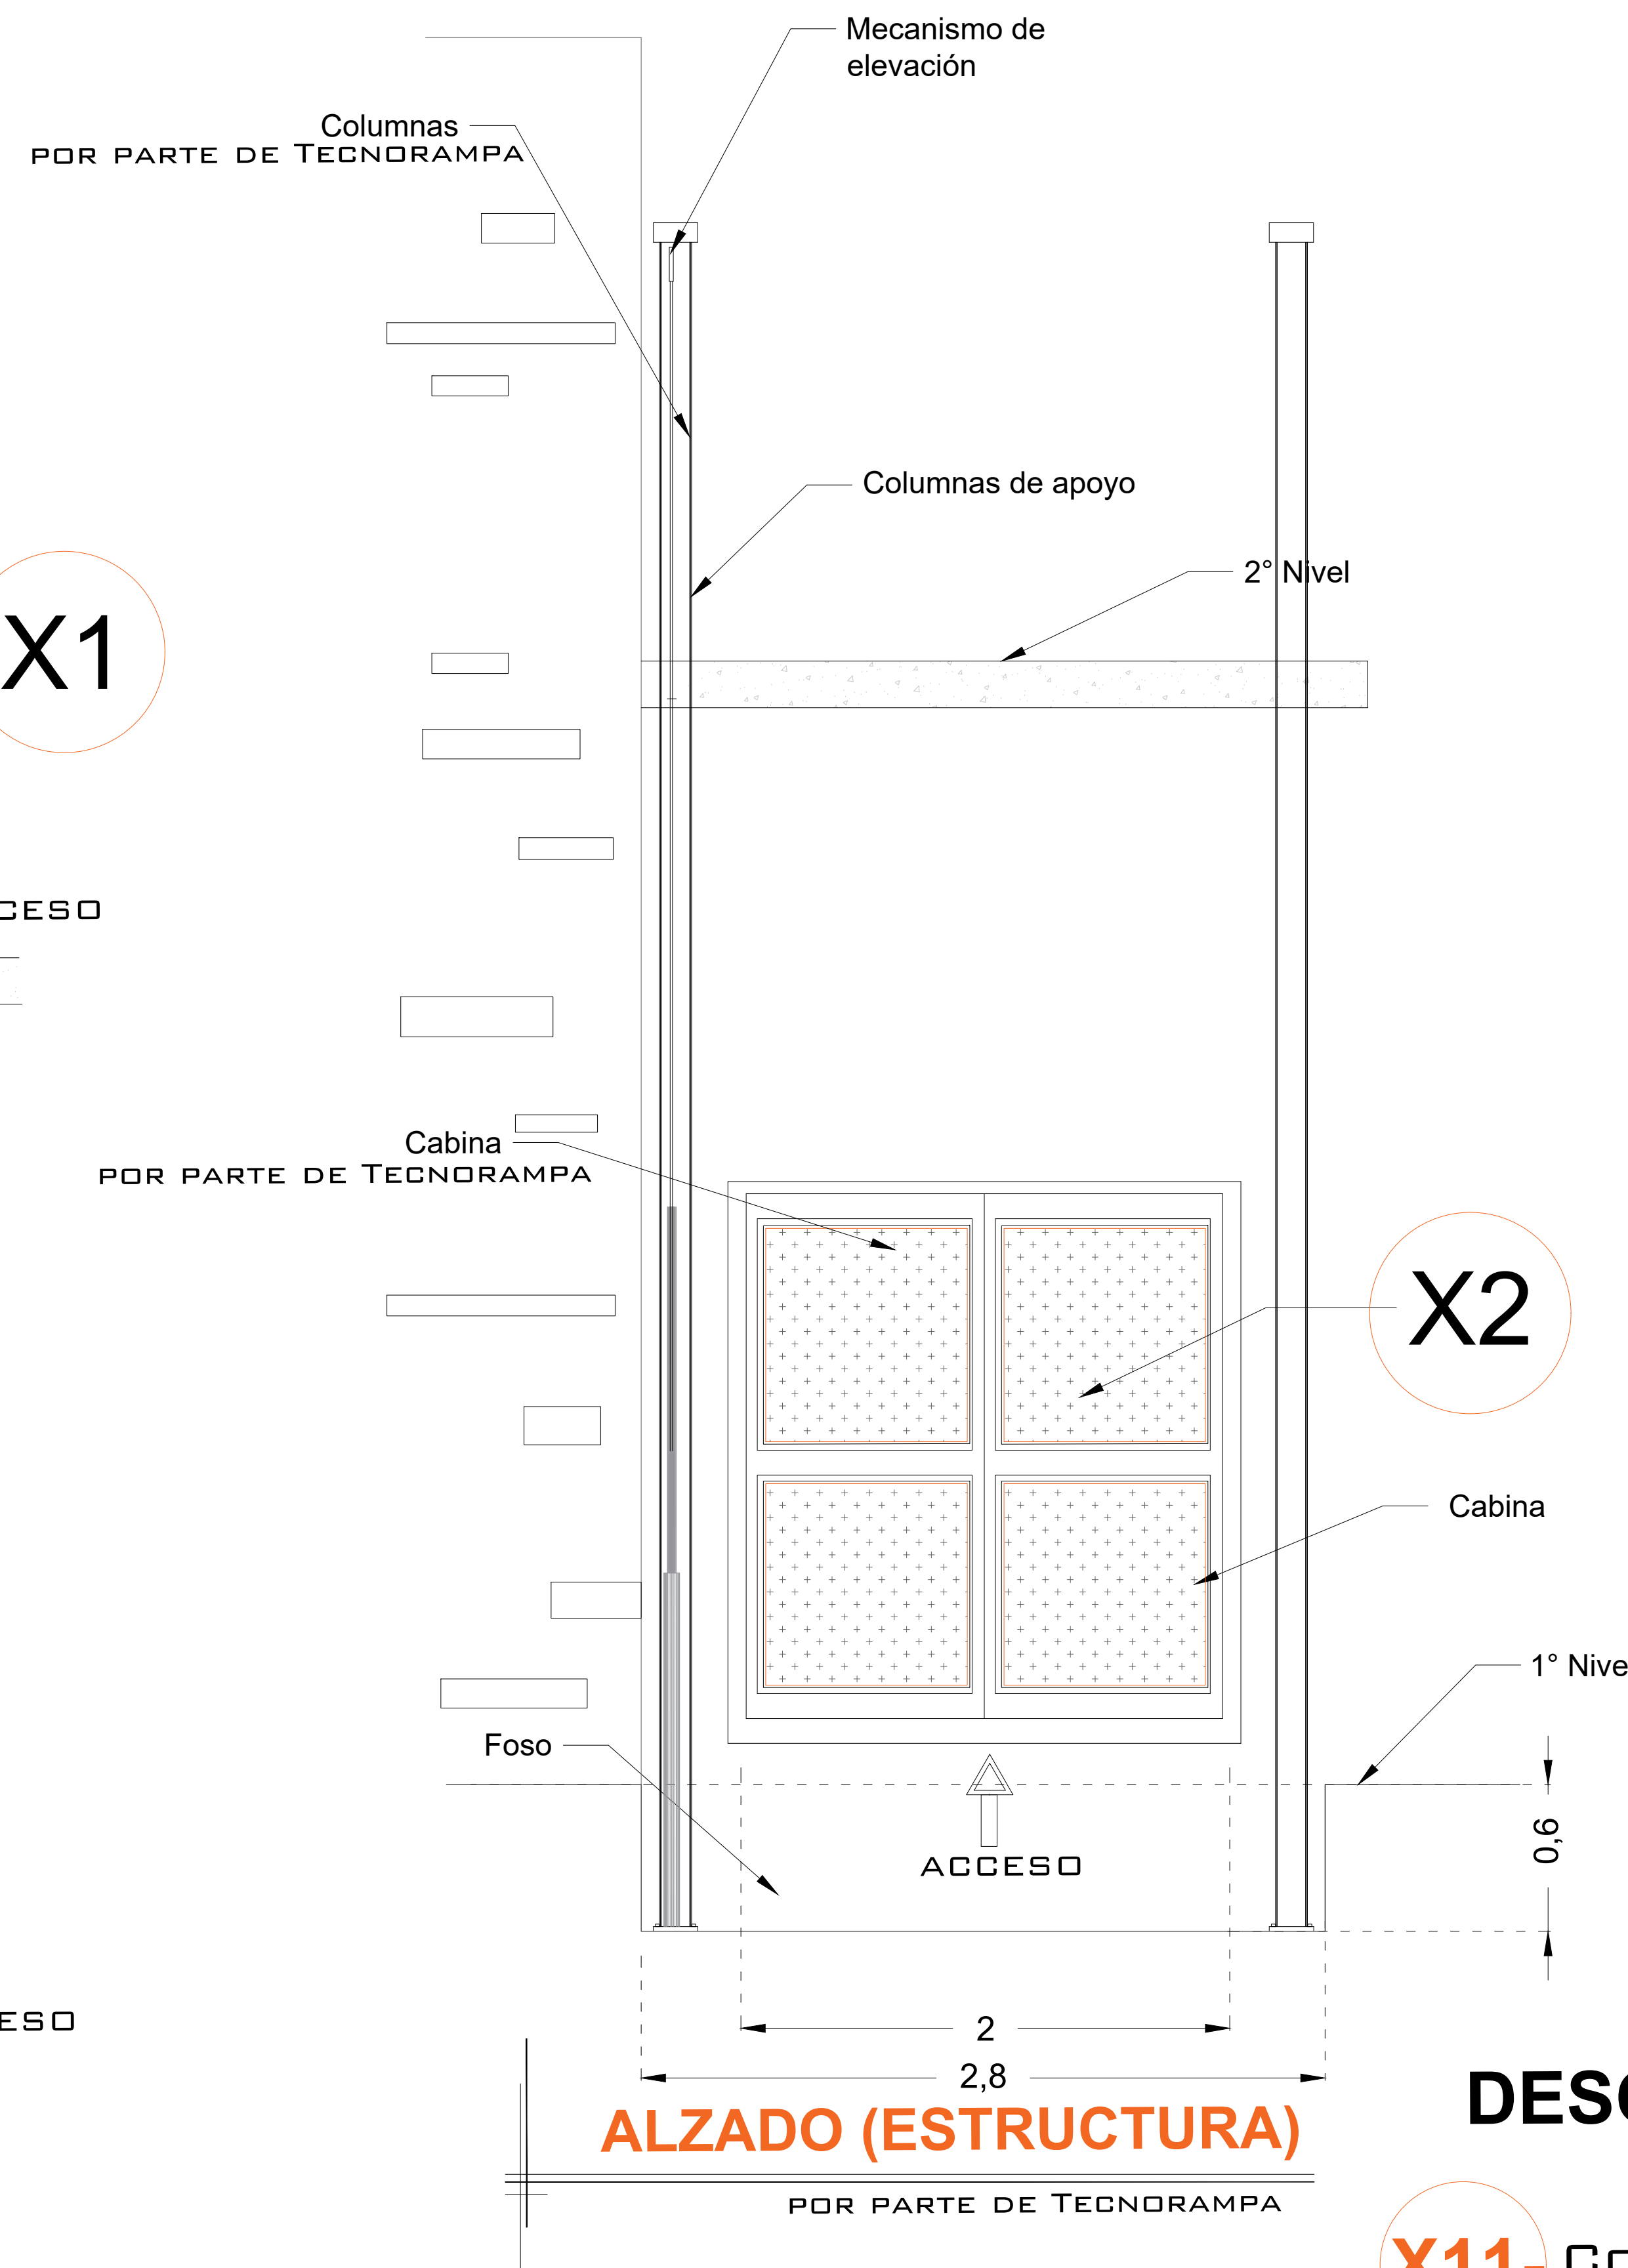 Mecanismo de
elevación
Columnas
POR PARTE DE TECNORAMPA
Columnas de apoyo
2° Nivel
X1
CESO
Cabina
POR PARTE DE TECNORAMPA
X2
Cabina
1° Nive
Foso
0,6
ACCESO
ESO
2
2,8
DESC
ALZADO (ESTRUCTURA)
POR PARTE DE TECNORAMPA
X11-